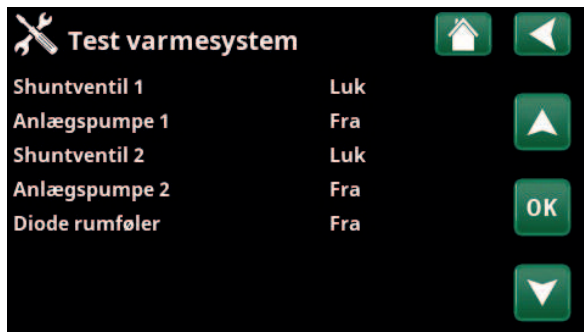 Test varmesystem
Shuntventil 1 Luk
Anlægspumpe 1 Fra
Shuntventil 2 Luk
Anlægspumpe 2 Fra
Diode rumføler Fra
OK